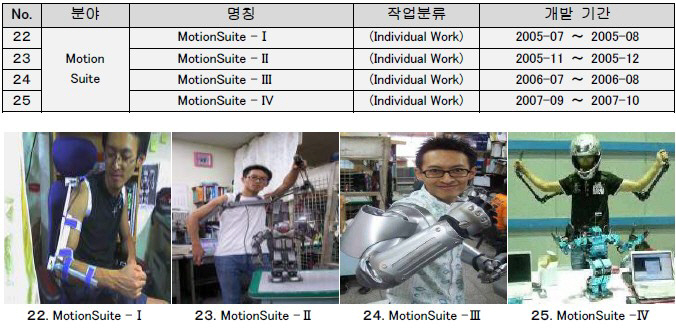 No. 분야 명칭 작업분류 개발 기간
22 Motion Suite MotionSuite - Ⅰ (Individual Work) 2005-07 ～ 2005-08
23 MotionSuite - Ⅱ (Individual Work) 2005-11 ～ 2005-12
24 MotionSuite - Ⅲ (Individual Work) 2006-07 ～ 2006-08
25 MotionSuite - Ⅳ (Individual Work) 2007-09 ～ 2007-10
22. MotionSuite - Ⅰ
23. MotionSuite - Ⅱ
24. MotionSuite - Ⅲ
25. MotionSuite - Ⅳ